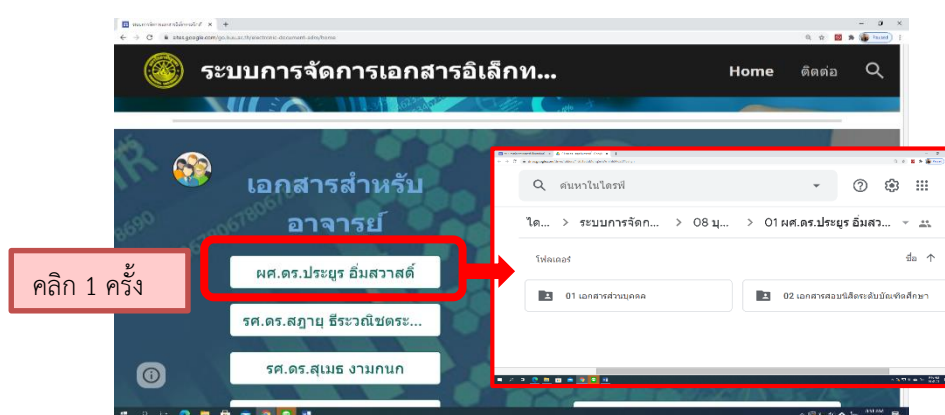 ระบบการจัดการเอกสารอิเล็กท...
Home
ติดต่อ
เอกสารสำหรับ
อาจารย์
คลิก 1 ครั้ง
ผศ.ดร.ประยูร อิ่มสวาสดิ์
รศ.ดร.สฎายุ ธีระวณิชตระ...
รศ.ดร.สุเมธ งามกนก
ค้นหาในไดรฟ์
ได... > ระบบการจัดก... > 08 บุ... > 01 ผศ.ดร.ประยูร อิ่มสว...
โฟลเดอร์
ชื่อ
01 เอกสารส่วนบุคคล
02 เอกสารสอนนิสิตระดับบัณฑิตศึกษา